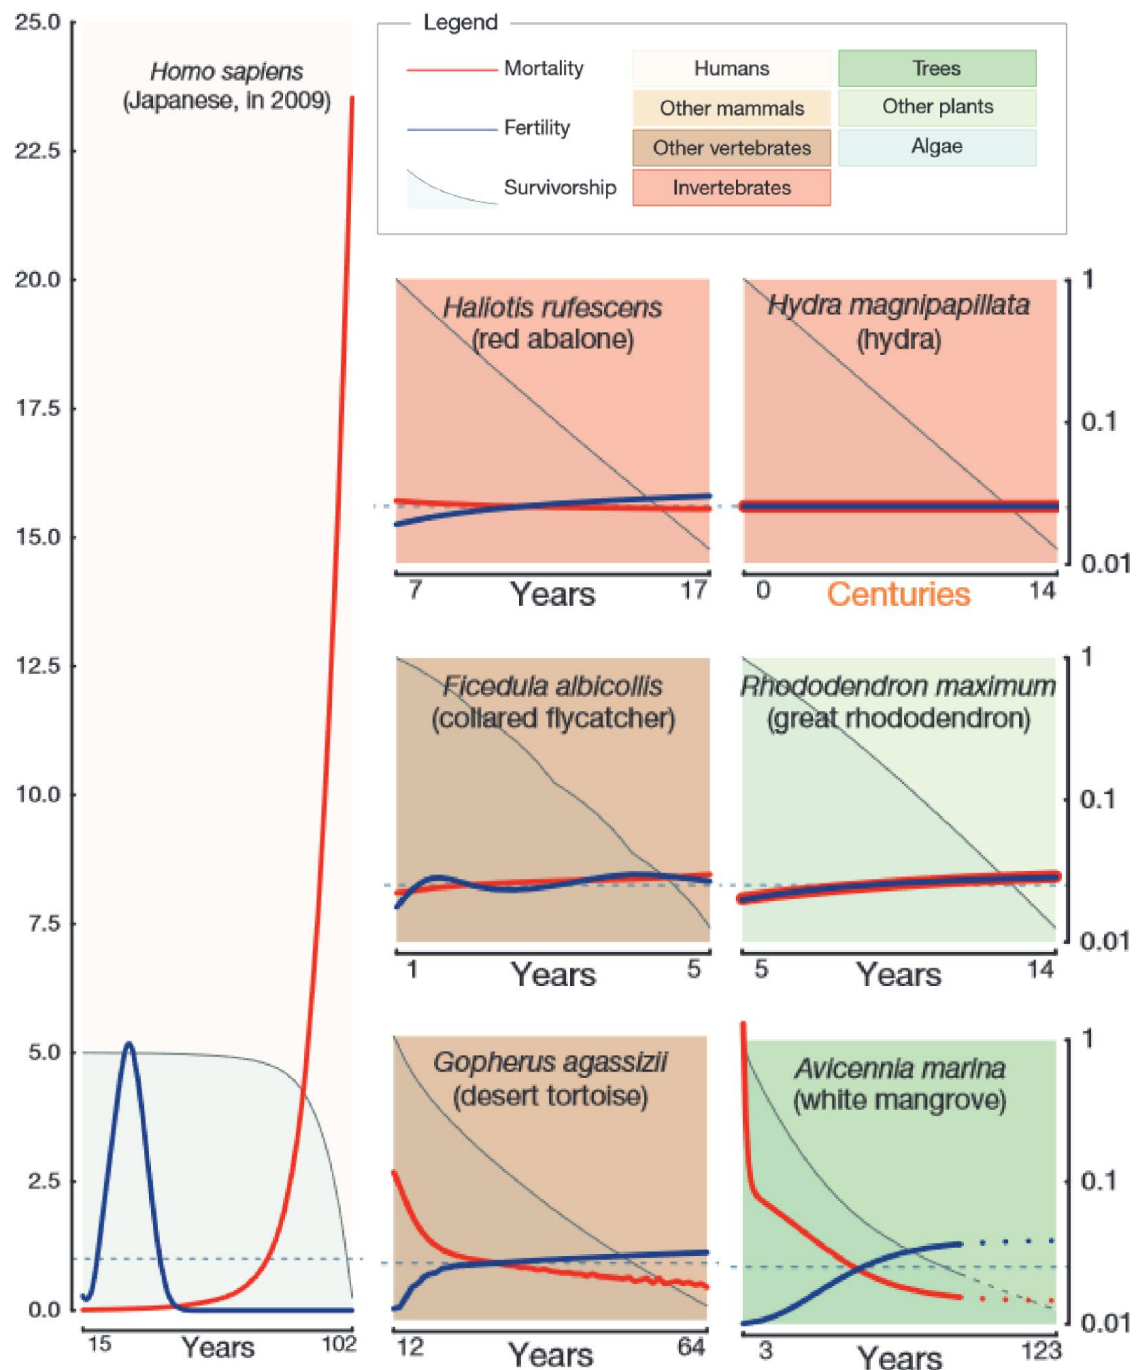 25.0
22.5
20.0
17.5
15.0
12.5
10.0
7.5
5.0
2.5
0.0
Homo sapiens
(Japanese, in 2009)
15
Years
102
Legend
Mortality
Fertility
Survivorship
Humans
Other mammals
Other vertebrates
Invertebrates
Trees
Other plants
Algae
Haliotis rufescens
(red abalone)
7
Years
17
Hydra magnipapillata
(hydra)
0
Centuries
14
1
0.1
0.01
Ficedula albicollis
(collared flycatcher)
1
Years
5
Rhododendron maximum
(great rhododendron)
5
Years
14
1
0.1
0.01
Gopherus agassizii
(desert tortoise)
12
Years
64
Avicennia marina
(white mangrove)
3
Years
123
1
0.1
0.01